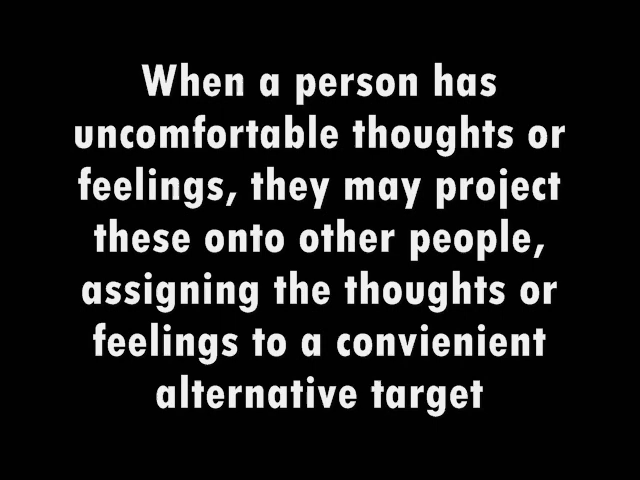 When a person has
uncomfortable thoughts or
feelings, they may project
these onto other people,
assigning the thoughts or
feelings to a convienient
alternative target